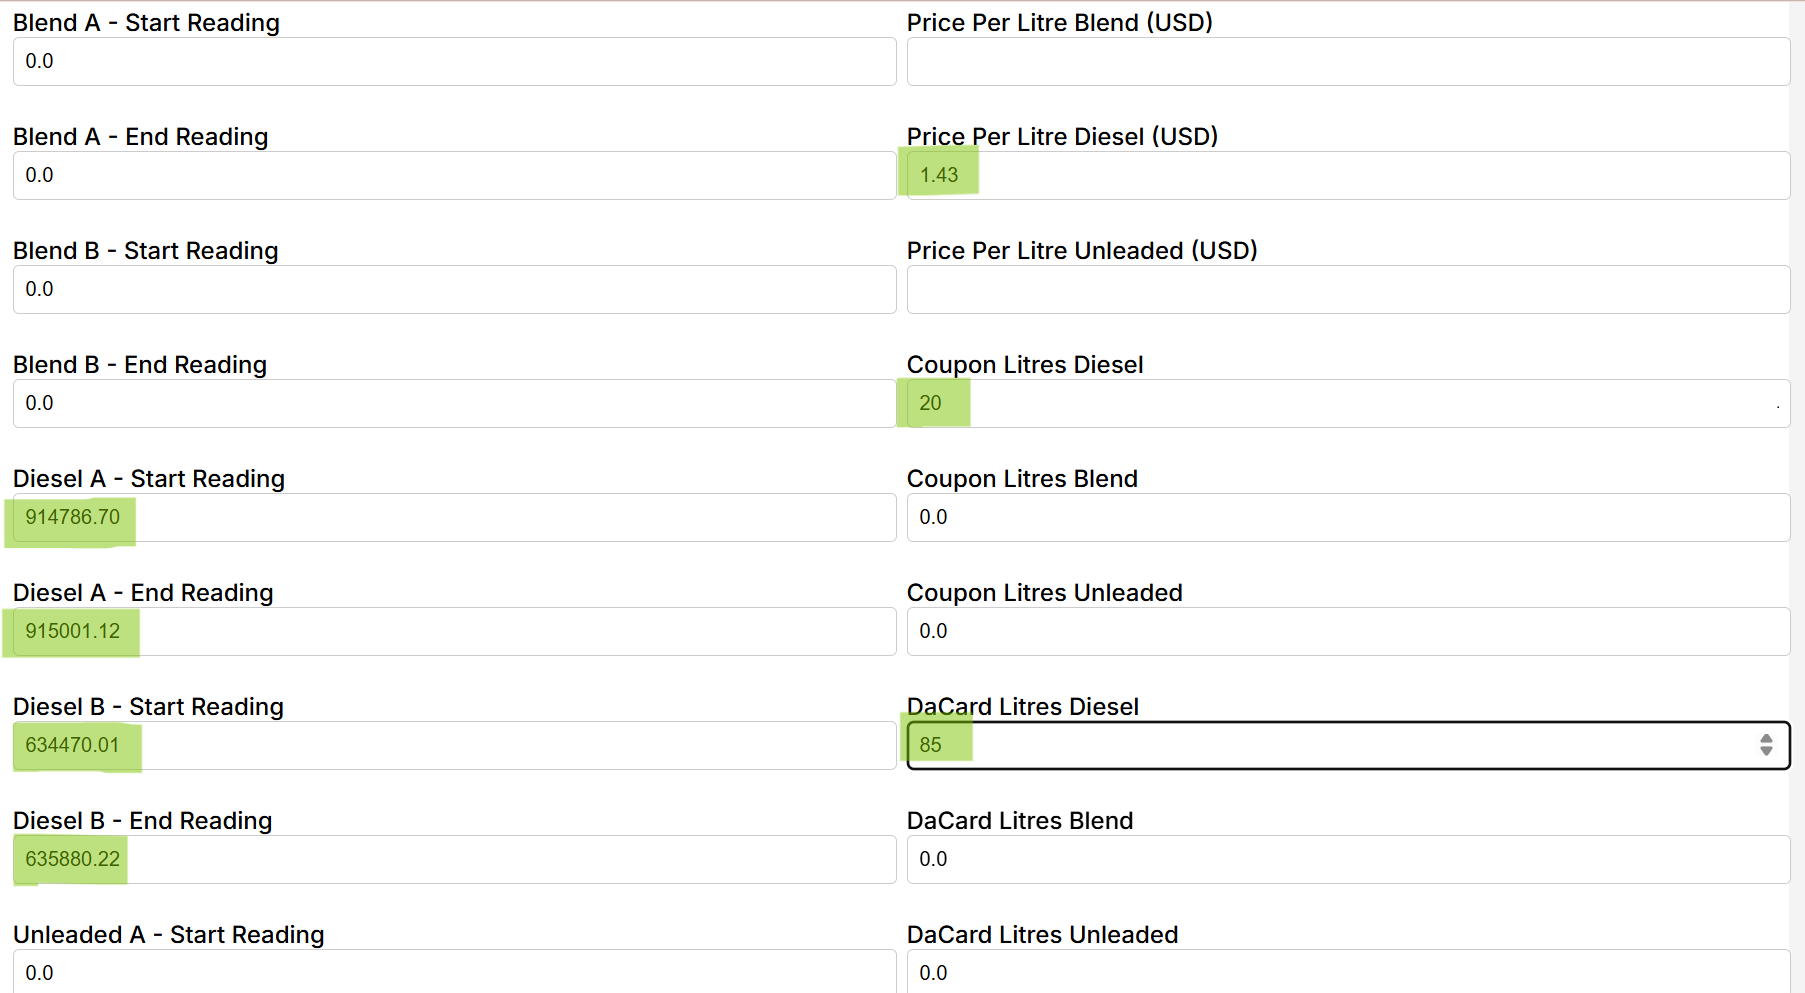 Blend A - Start Reading
0.0
Price Per Litre Blend (USD)
Blend A - End Reading
0.0
Price Per Litre Diesel (USD)
1.43
Blend B - Start Reading
0.0
Price Per Litre Unleaded (USD)
Blend B - End Reading
0.0
Coupon Litres Diesel
20
Diesel A - Start Reading
914786.70
Coupon Litres Blend
0.0
Diesel A - End Reading
915001.12
Coupon Litres Unleaded
0.0
Diesel B - Start Reading
634470.01
DaCard Litres Diesel
85
Diesel B - End Reading
635880.22
DaCard Litres Blend
0.0
Unleaded A - Start Reading
0.0
DaCard Litres Unleaded
0.0